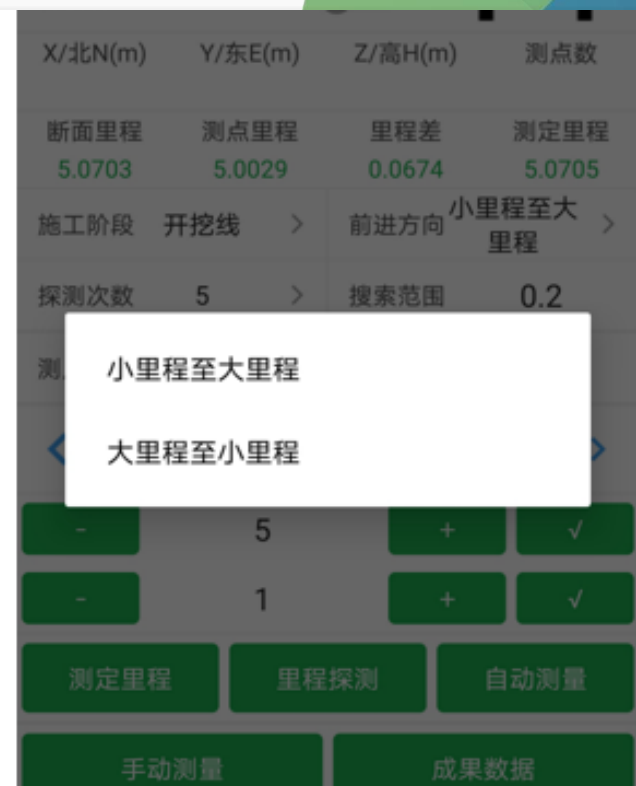 X/北N(m) Y/东E(m) Z/高H(m) 测点数
断面里程 测点里程 里程差 测定里程
5.0703 5.0029 0.0674 5.0705
施工阶段 开挖线 > 前进方向 小里程至大
里程 >
探测次数 5 > 搜索范围 0.2
测
小里程至大里程
大里程至小里程
< >
- 5 + √
- 1 + √
测定里程 里程探测 自动测量
手动测量 成果数据